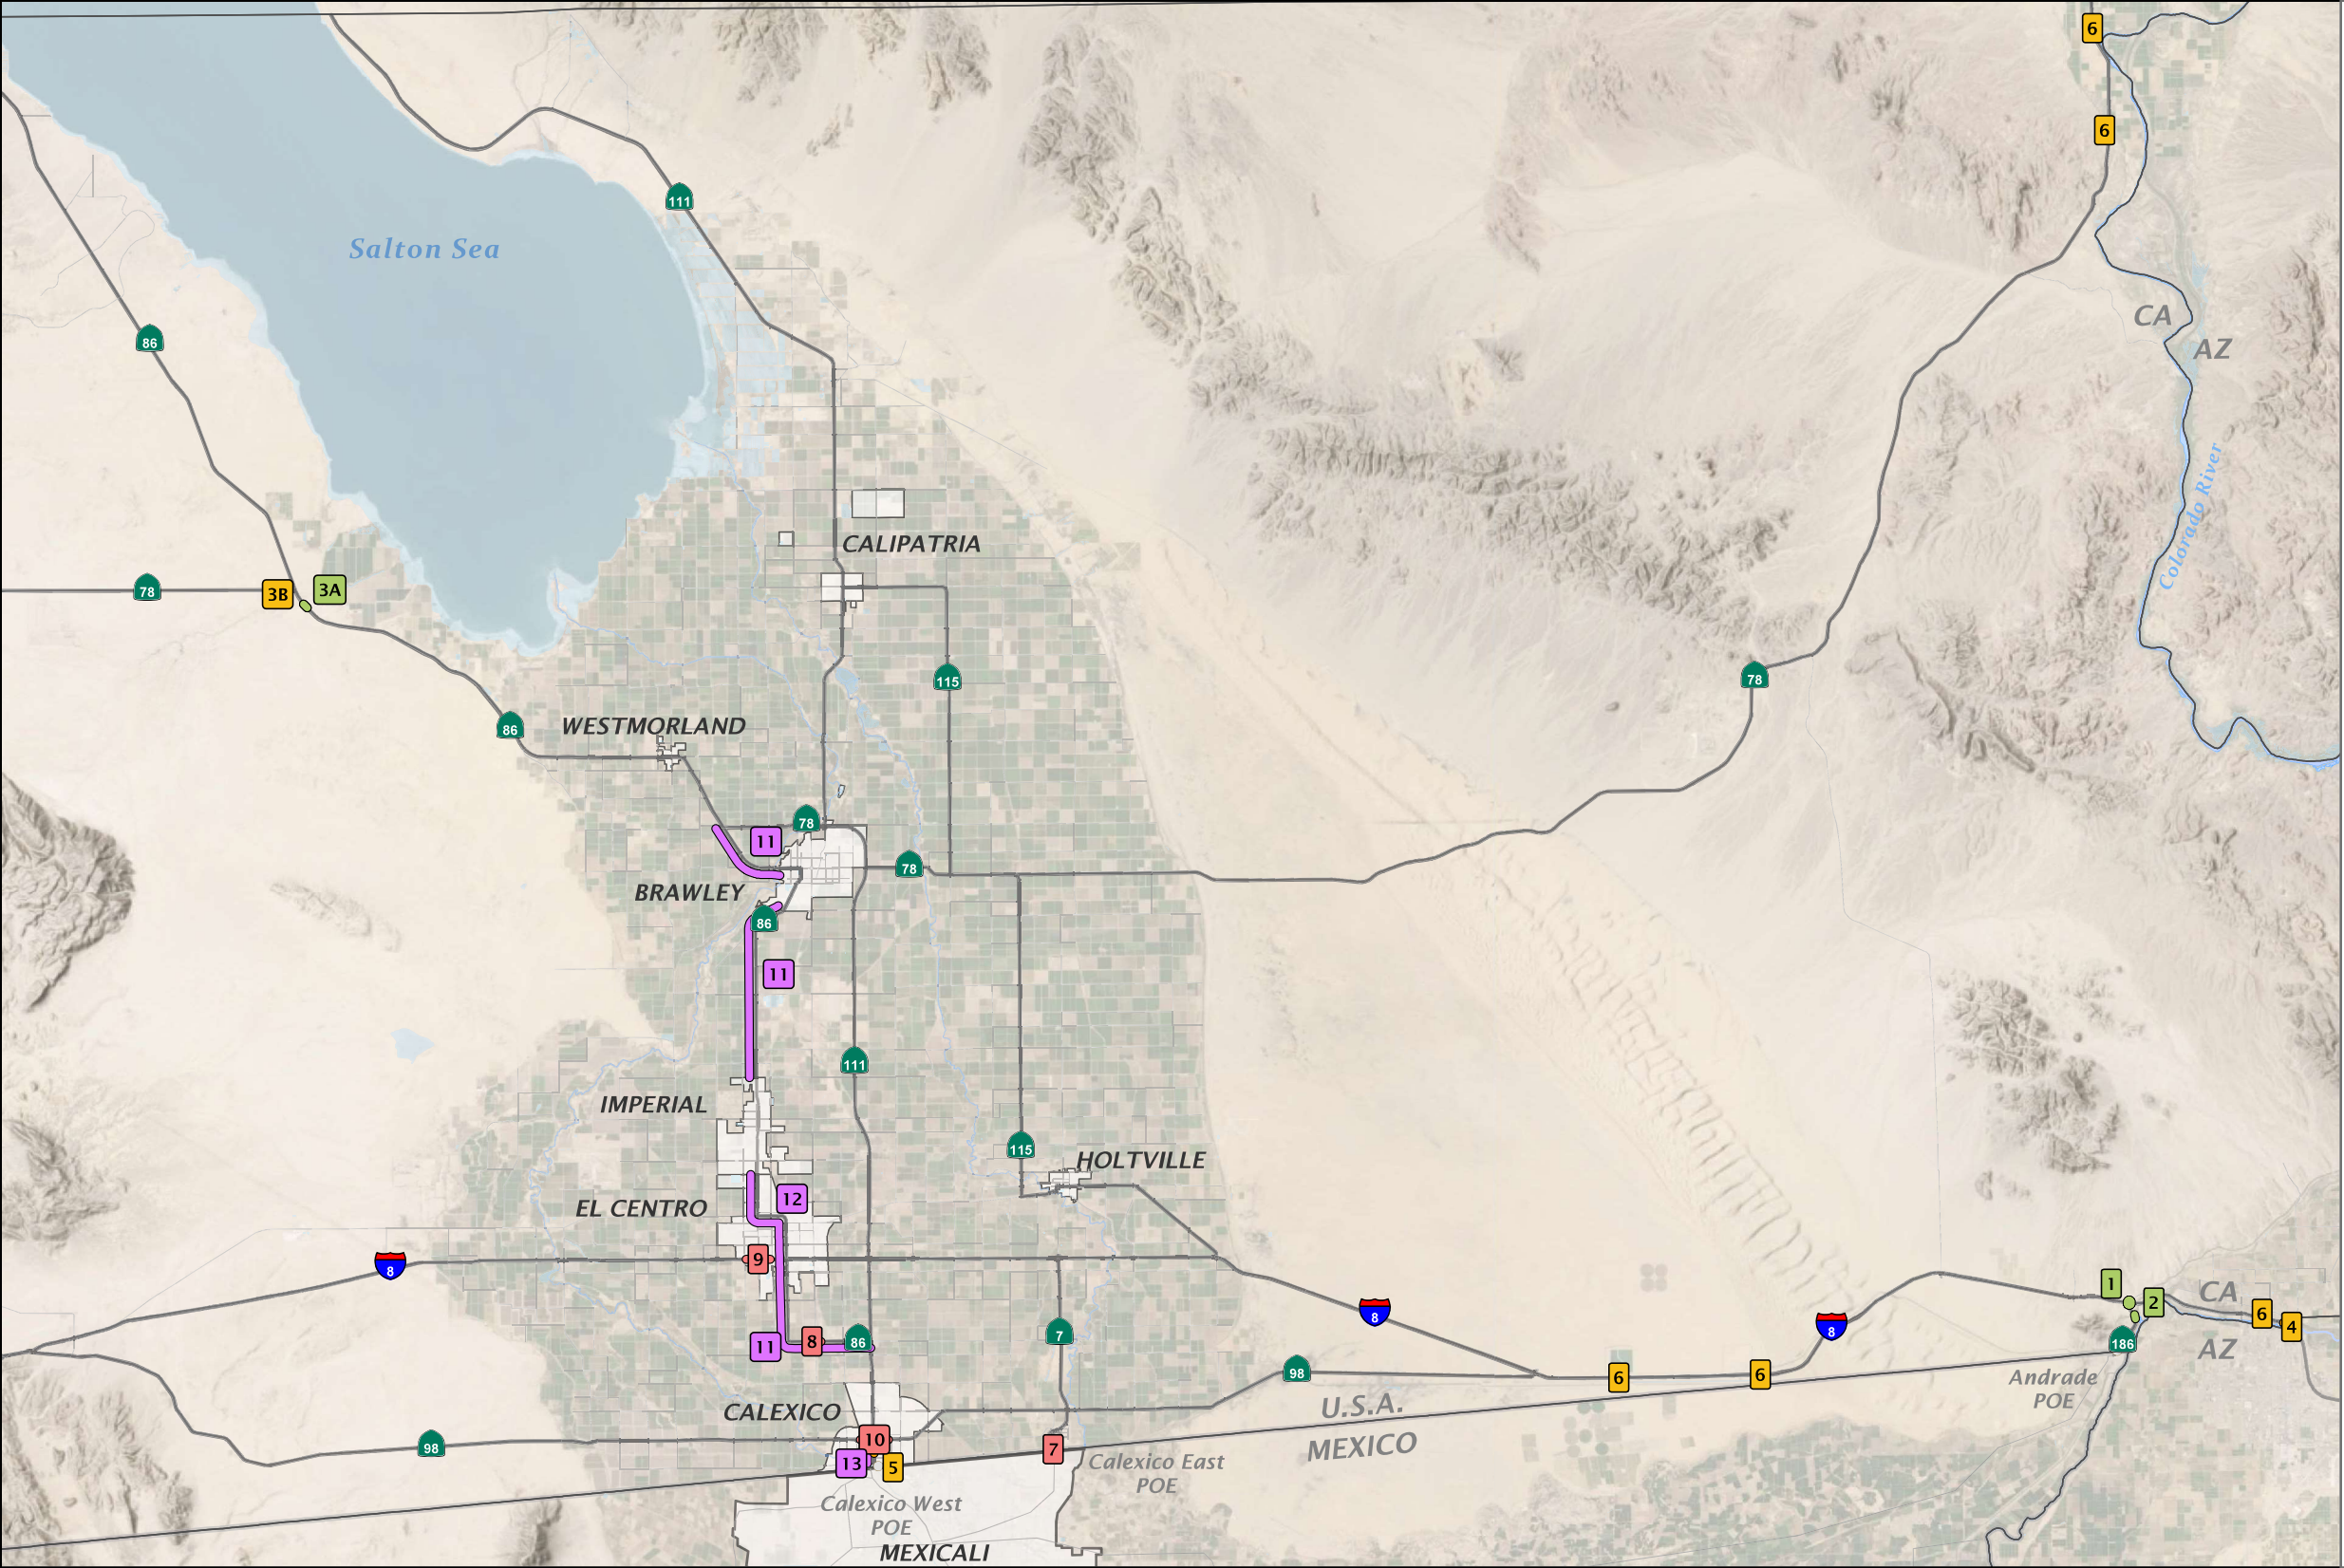 6
6
111
Salton Sea
86
CA
AZ
Colorado River
CALIPATRIA
78
3B
3A
115
78
86
WESTMORLAND
78
11
78
BRAWLEY
86
11
111
IMPERIAL
115
HOLTVILLE
12
EL CENTRO
9
8
8
8
1
2
CA
6
4
AZ
186
11
8
86
7
98
6
6
Andrade
POE
U.S.A.
MEXICO
CALEXICO
98
10
13
5
7
Calexico East
POE
Calexico West
POE
MEXICALI